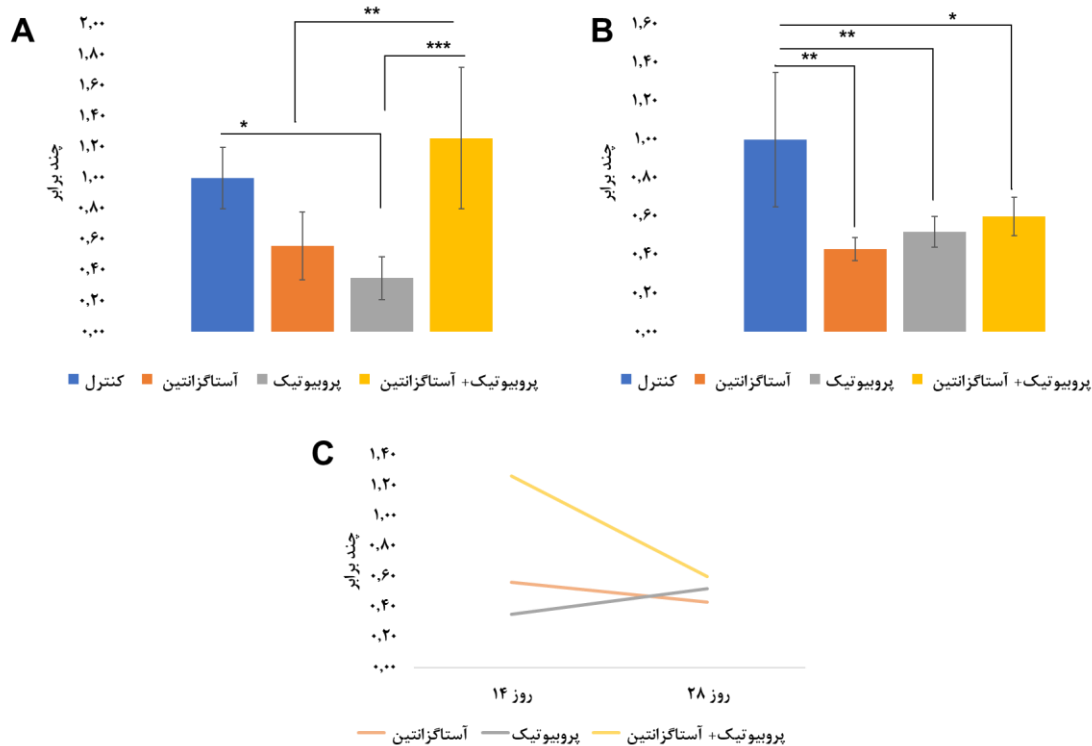 A
چند برابر
۲,۰۰
۱,۸۰
۱,۶۰
۱,۴۰
۱,۲۰
۱,۰۰
۰,۸۰
۰,۶۰
۰,۴۰
۰,۲۰
۰,۰۰
**
***
*
کنترل
آستاگزانتین
پروبیوتیک
پروبیوتیک+ آستاگزانتین
B
چند برابر
۱,۶۰
۱,۴۰
۱,۲۰
۱,۰۰
۰,۸۰
۰,۶۰
۰,۴۰
۰,۲۰
۰,۰۰
*
**
**
کنترل
آستاگزانتین
پروبیوتیک
پروبیوتیک+ آستاگزانتین
C
چند برابر
۱,۴۰
۱,۲۰
۱,۰۰
۰,۸۰
۰,۶۰
۰,۴۰
۰,۲۰
۰,۰۰
روز ۱۴
روز ۲۸
آستاگزانتین
پروبیوتیک
پروبیوتیک+ آستاگزانتین